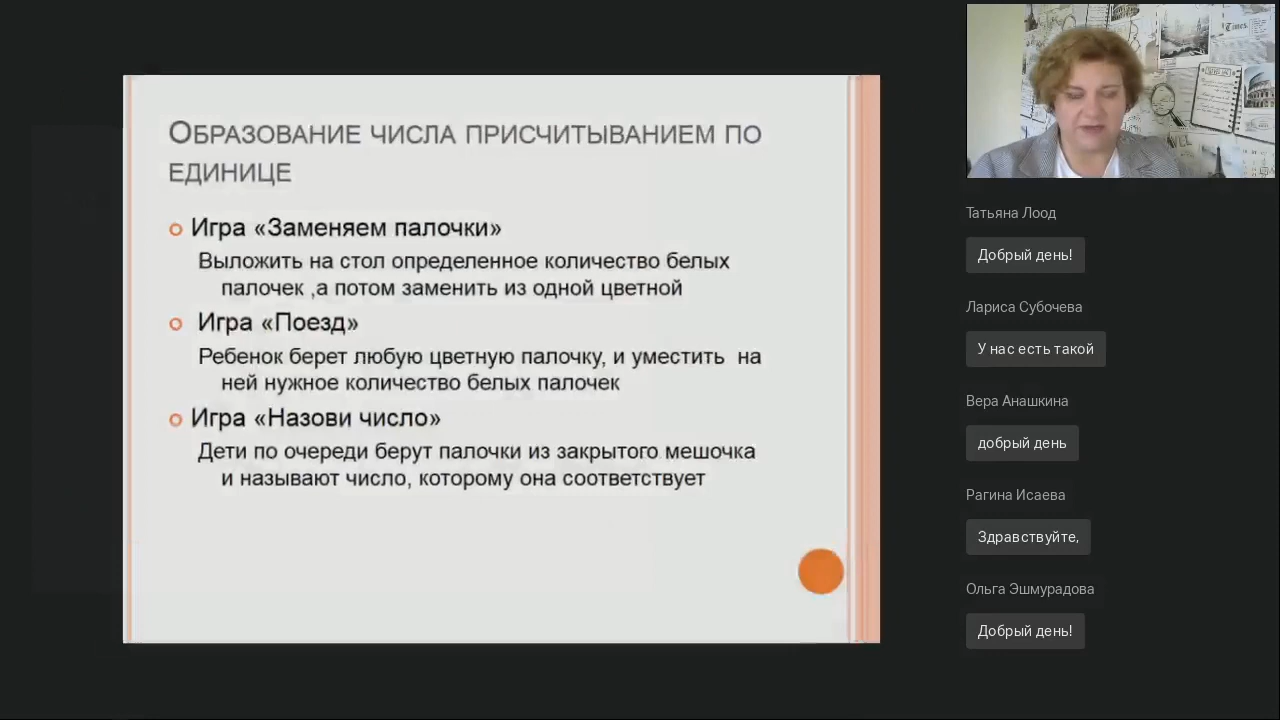 Образование числа присчитыванием по
единице
Игра «Заменяем палочки»
Выложить на стол определенное количество белых
палочек ,а потом заменить из одной цветной
Игра «Поезд»
Ребенок берет любую цветную палочку, и уместить на
ней нужное количество белых палочек
Игра «Назови число»
Дети по очереди берут палочки из закрытого мешочка
и называют число, которому она соответствует
Times
Татьяна Лоод
Добрый день!
Лариса Субочева
У нас есть такой
Вера Анашкина
добрый день
Рагина Исаева
Здравствуйте,
Ольга Эшмурадова
Добрый день!